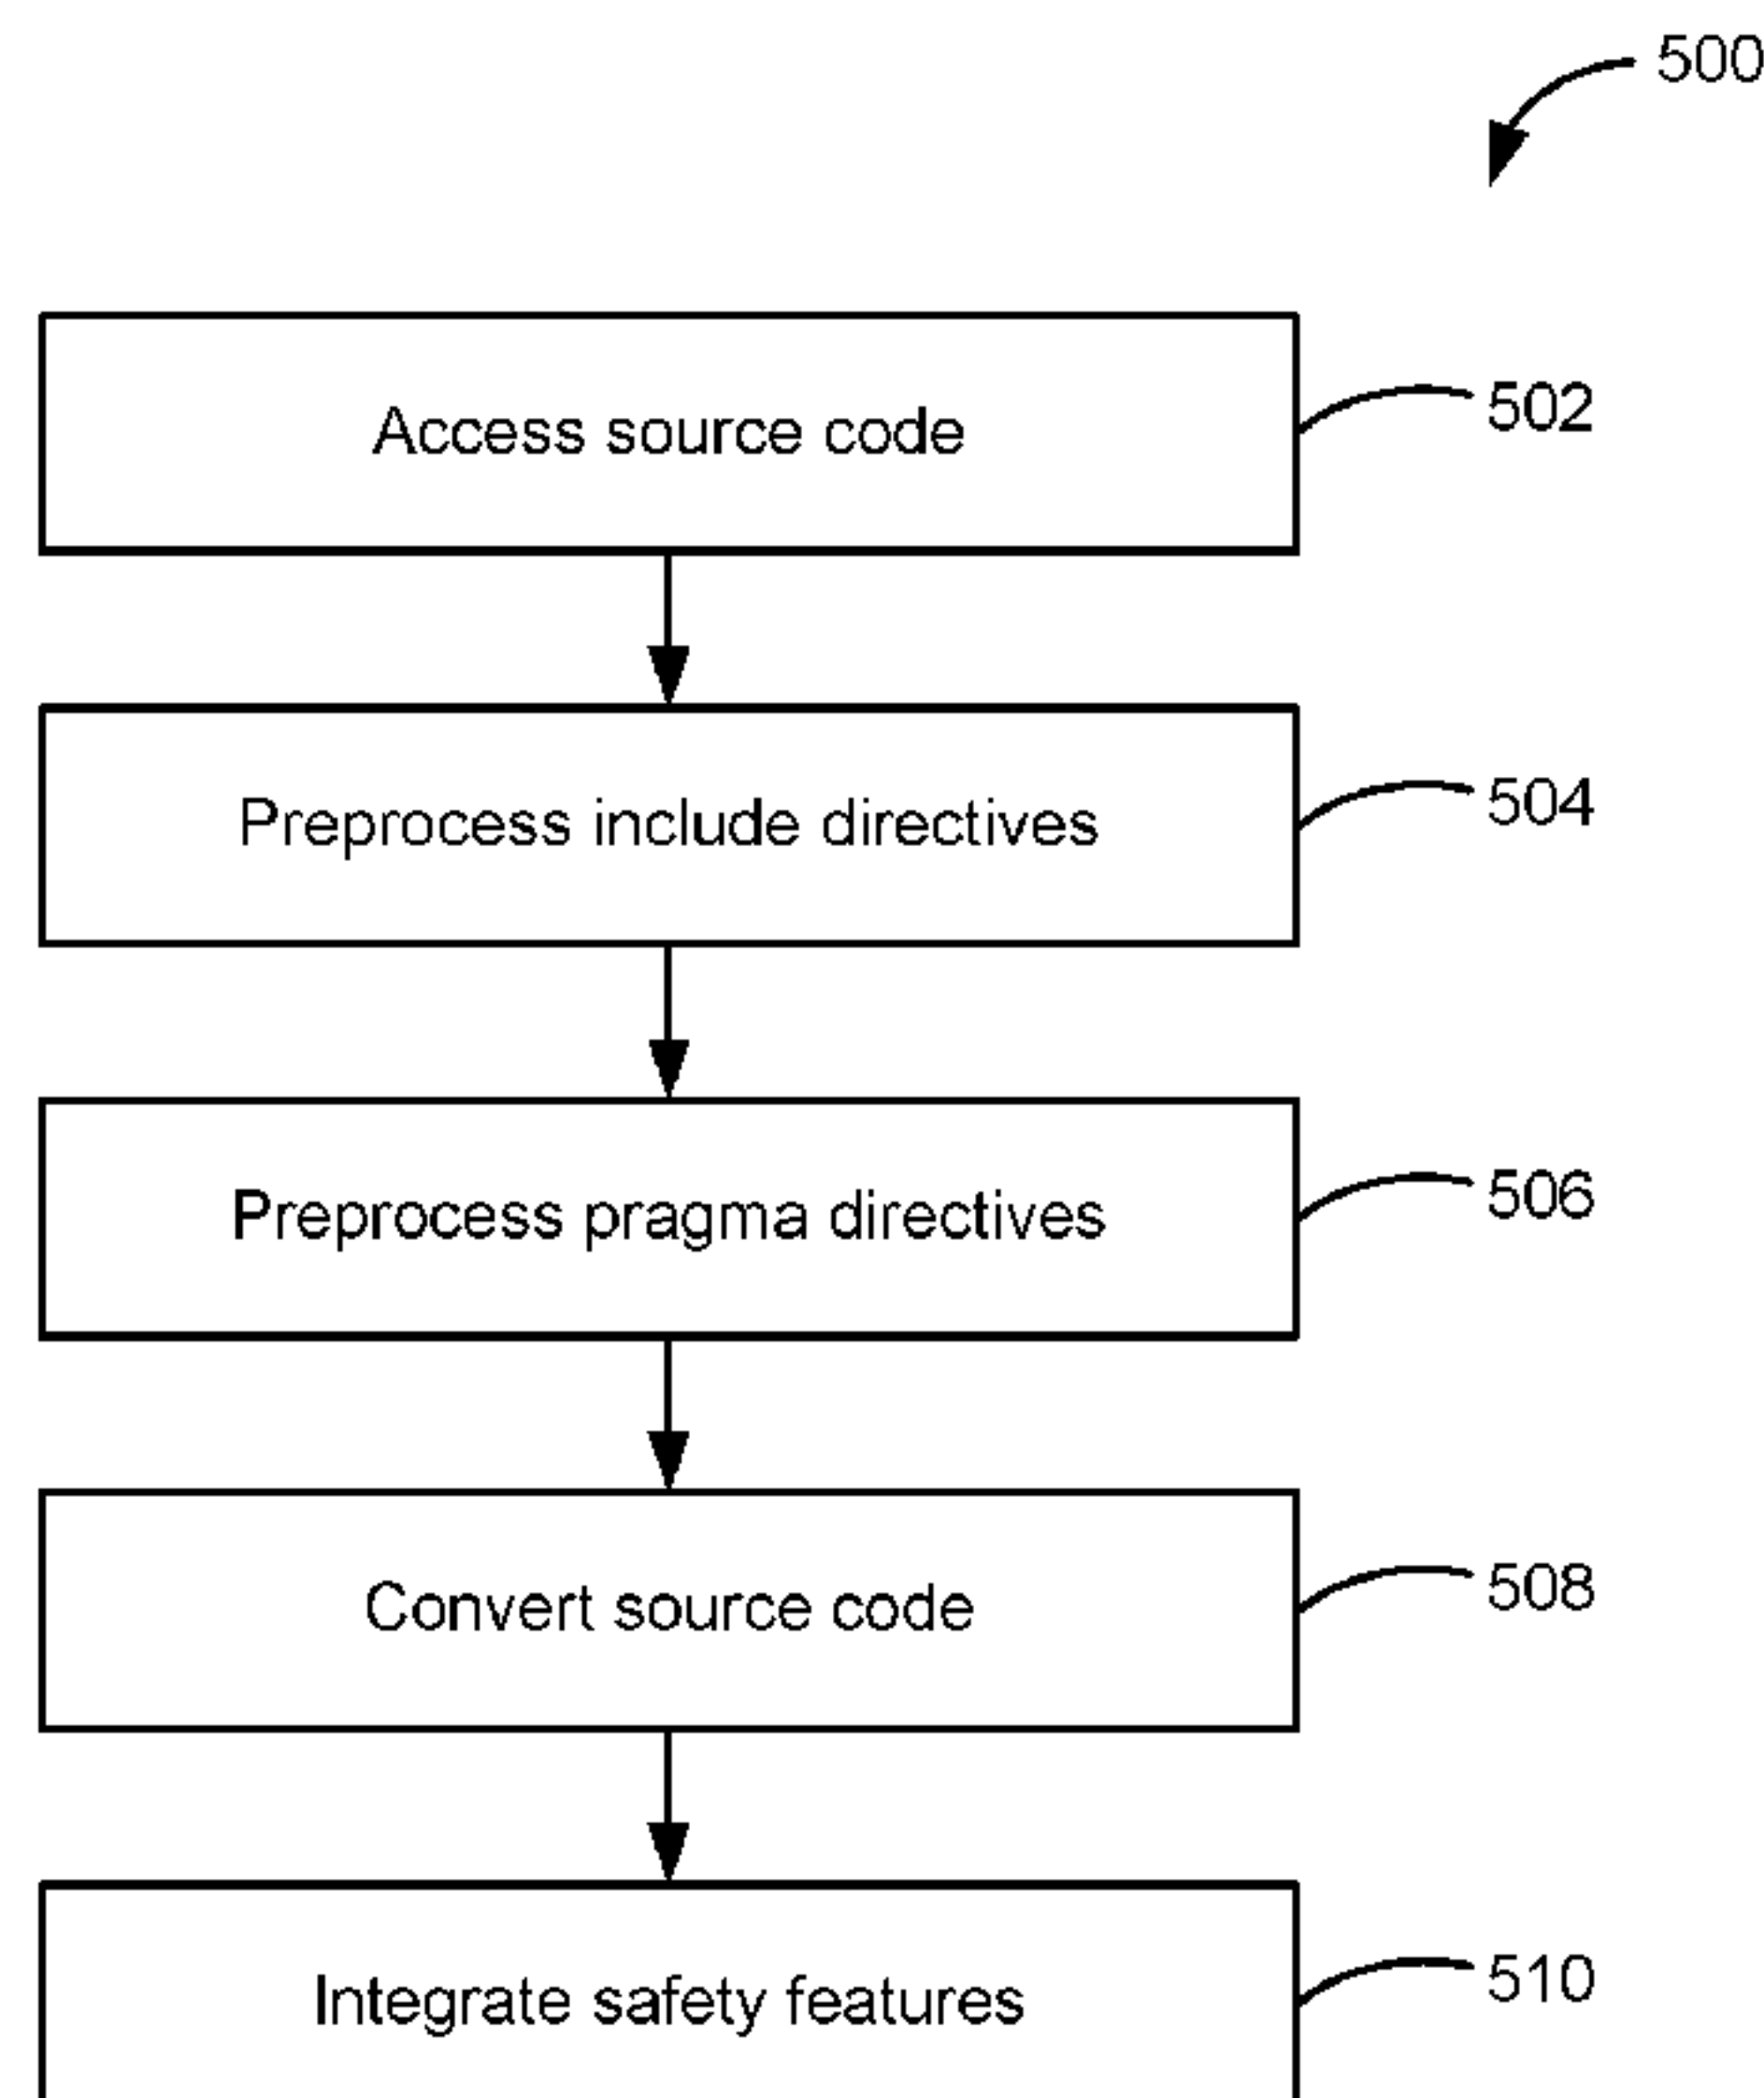 500
Access source code
502
Preprocess include directives
504
Preprocess pragma directives
506
Convert source code
508
Integrate safety features
510